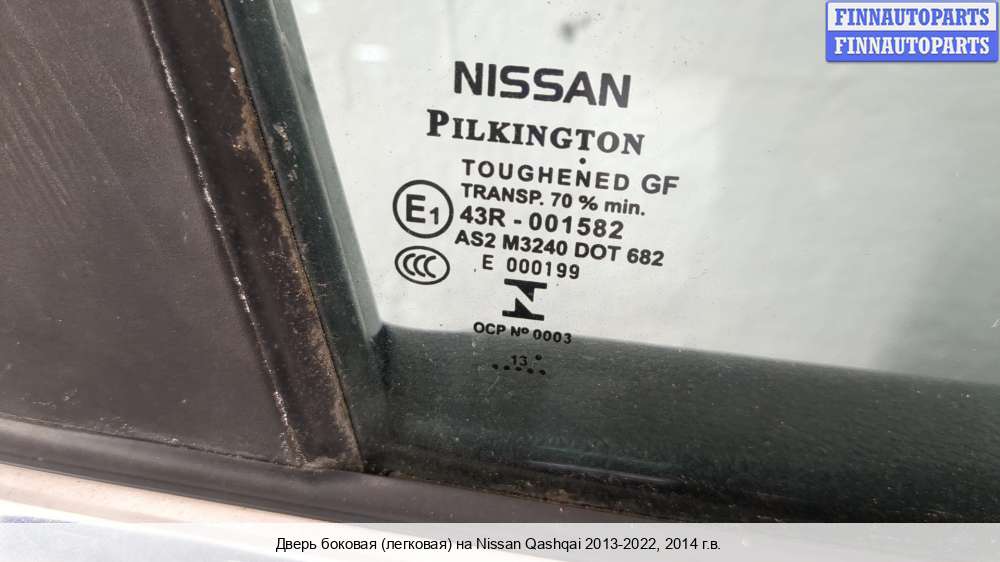 FINNAUTOPARTS
FINNAUTOPARTS
NISSAN
PILKINGTON
TOUGHENED GF
TRANSP. 70 % min.
E1 43R - 001582
AS2 M3240 DOT 682
CCC E 000199
N
OCP Nº 0003
13
Дверь боковая (легковая) на Nissan Qashqai 2013-2022, 2014 г.в.